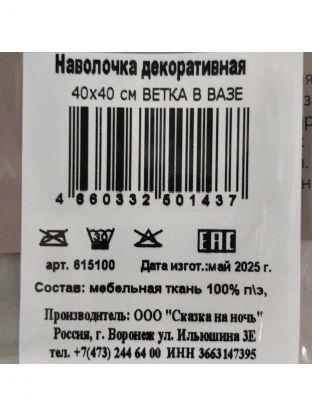 Наволочка декоративная
40х40 см ВЕТКА В ВАЗЕ
4 660332 501437
30
EAC
арт. 615100 Дата изгот.:май 2025 г.
Состав: мебельная ткань 100% п\э,
Производитель: ООО "Сказка на ночь"
Россия, г. Воронеж ул. Ильюшина 3Е
тел. +7(473) 244 64 00 ИНН 3663147395